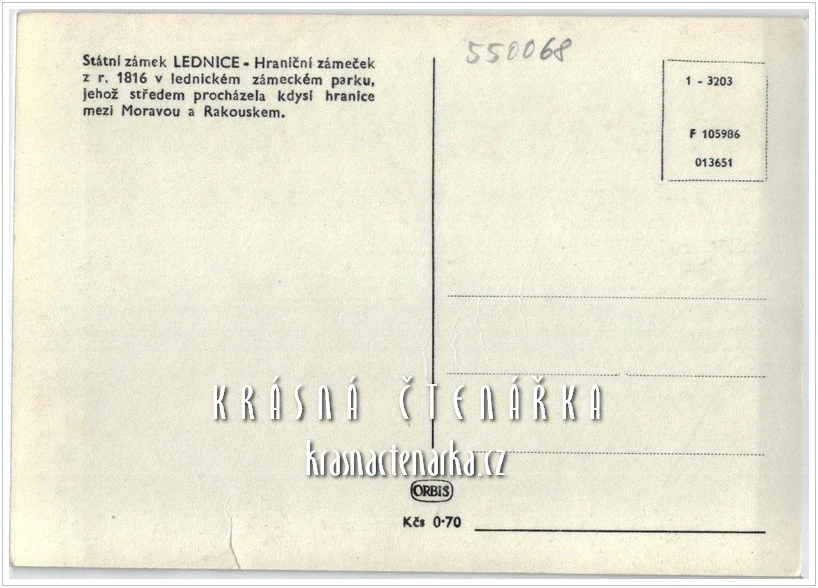 Státní zámek LEDNICE - Hraniční zámeček
z r. 1816 v lednickém zámeckém parku,
jehož středem procházela kdysi hranice
mezi Moravou a Rakouskem.
550068
1 - 3203
F 105986
013651
KRÁSNÁ ČTENÁŘKA
krasnactenarka.cz
ORBIS
Kčs 0·70